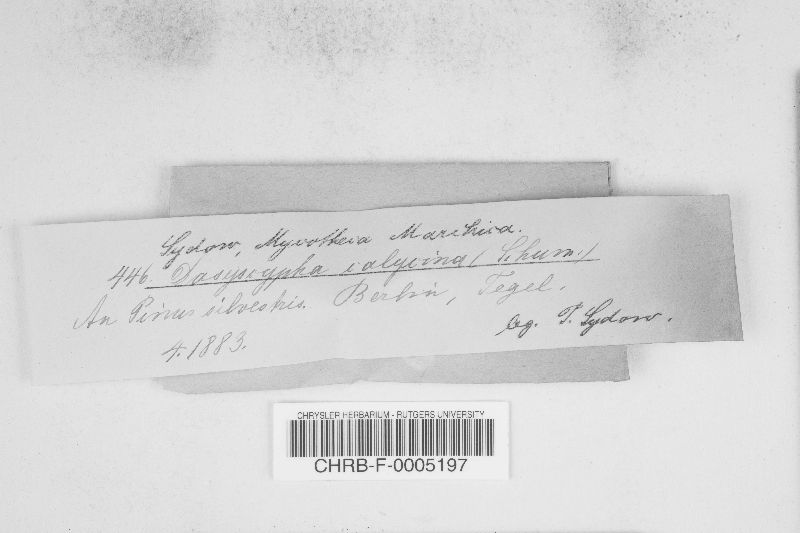 Sydow, Mycotheca Marchica.
446. Dasyscypha calycina (Schum.)
An Pinus silvestris. Berlin, Tegel.
4.1883.
leg. P. Sydow.
CHRYSLER HERBARIUM - RUTGERS UNIVERSITY
CHRB-F-0005197